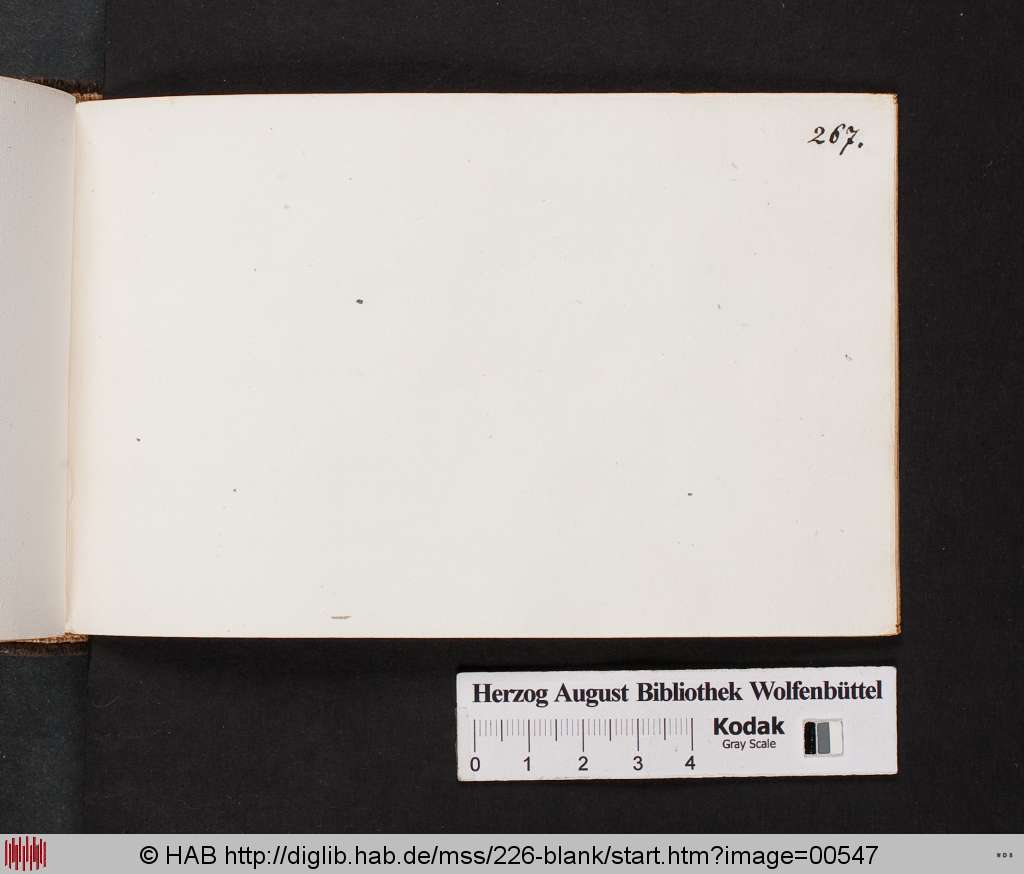 267.
Herzog August Bibliothek Wolfenbüttel
Kodak
Gray Scale
0 1 2 3 4
© HAB http://diglib.hab.de/mss/226-blank/start.htm?image=00547
WDB